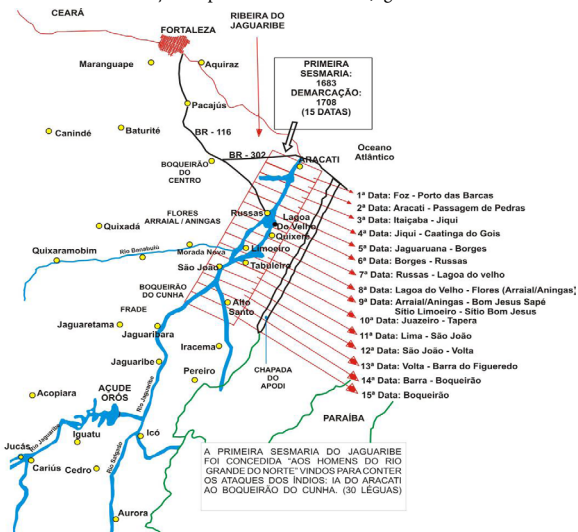 CEARÁ
RIBEIRA DO
JAGUARIBE
FORTALEZA
Maranguape
Aquiraz
PRIMEIRA
SESMARIA:
1683
DEMARCAÇÃO:
1708
(15 DATAS)
Pacajús
Canindé
Baturité
BR - 116
Oceano
Atlântico
BR - 302
ARACATI
BOQUEIRÃO
DO
CENTRO
1ª Data: Foz - Porto das Barcas
2ª Data: Aracati - Passagem de Pedras
3ª Data: Itaiçaba - Jiqui
4ª Data: Jiqui - Caatinga do Gois
5ª Data: Jaguaruana - Borges
6ª Data: Borges - Russas
7ª Data: Russas - Lagoa do velho
8ª Data: Lagoa do Velho - Flores (Arraial/Aningas)
9ª Data: Arraial/Aningas - Bom Jesus Sapé
Sítio Limoeiro - Sítio Bom Jesus
10ª Data: Juazeiro - Tapera
11ª Data: Lima - São João
12ª Data: São João - Volta
13ª Data: Volta - Barra do Figueredo
14ª Data: Barra - Boqueirão
15ª Data: Boqueirão
FLORES
ARRAIAL / ANINGAS
Russas
Lagoa
Do Velho
Quixeré
Quixadá
Rio Banabuiú
Morada Nova
Limoeiro
Quixaramobim
São João
Tabuleiro
BOQUEIRÃO
DO CUNHA
Alto
Santo
FRADE
Jaguaretama
Jaguaribara
Iracema
Jaguaribe
CHAPADA
DO
APODI
Pereiro
PARAÍBA
Acopiara
AÇUDE
ORÓS
Rio Jaguaribe
Rio Jaguaribe
Iguatu
Icó
Jucás
Cariús
Cedro
Rio Salgado
Aurora
A PRIMEIRA SESMARIA DO JAGUARIBE
FOI CONCEDIDA “AOS HOMENS DO RIO
GRANDE DO NORTE” VINDOS PARA CONTER
OS ATAQUES DOS ÍNDIOS: IA DO ARACATI
AO BOQUEIRÃO DO CUNHA. (30 LÉGUAS)